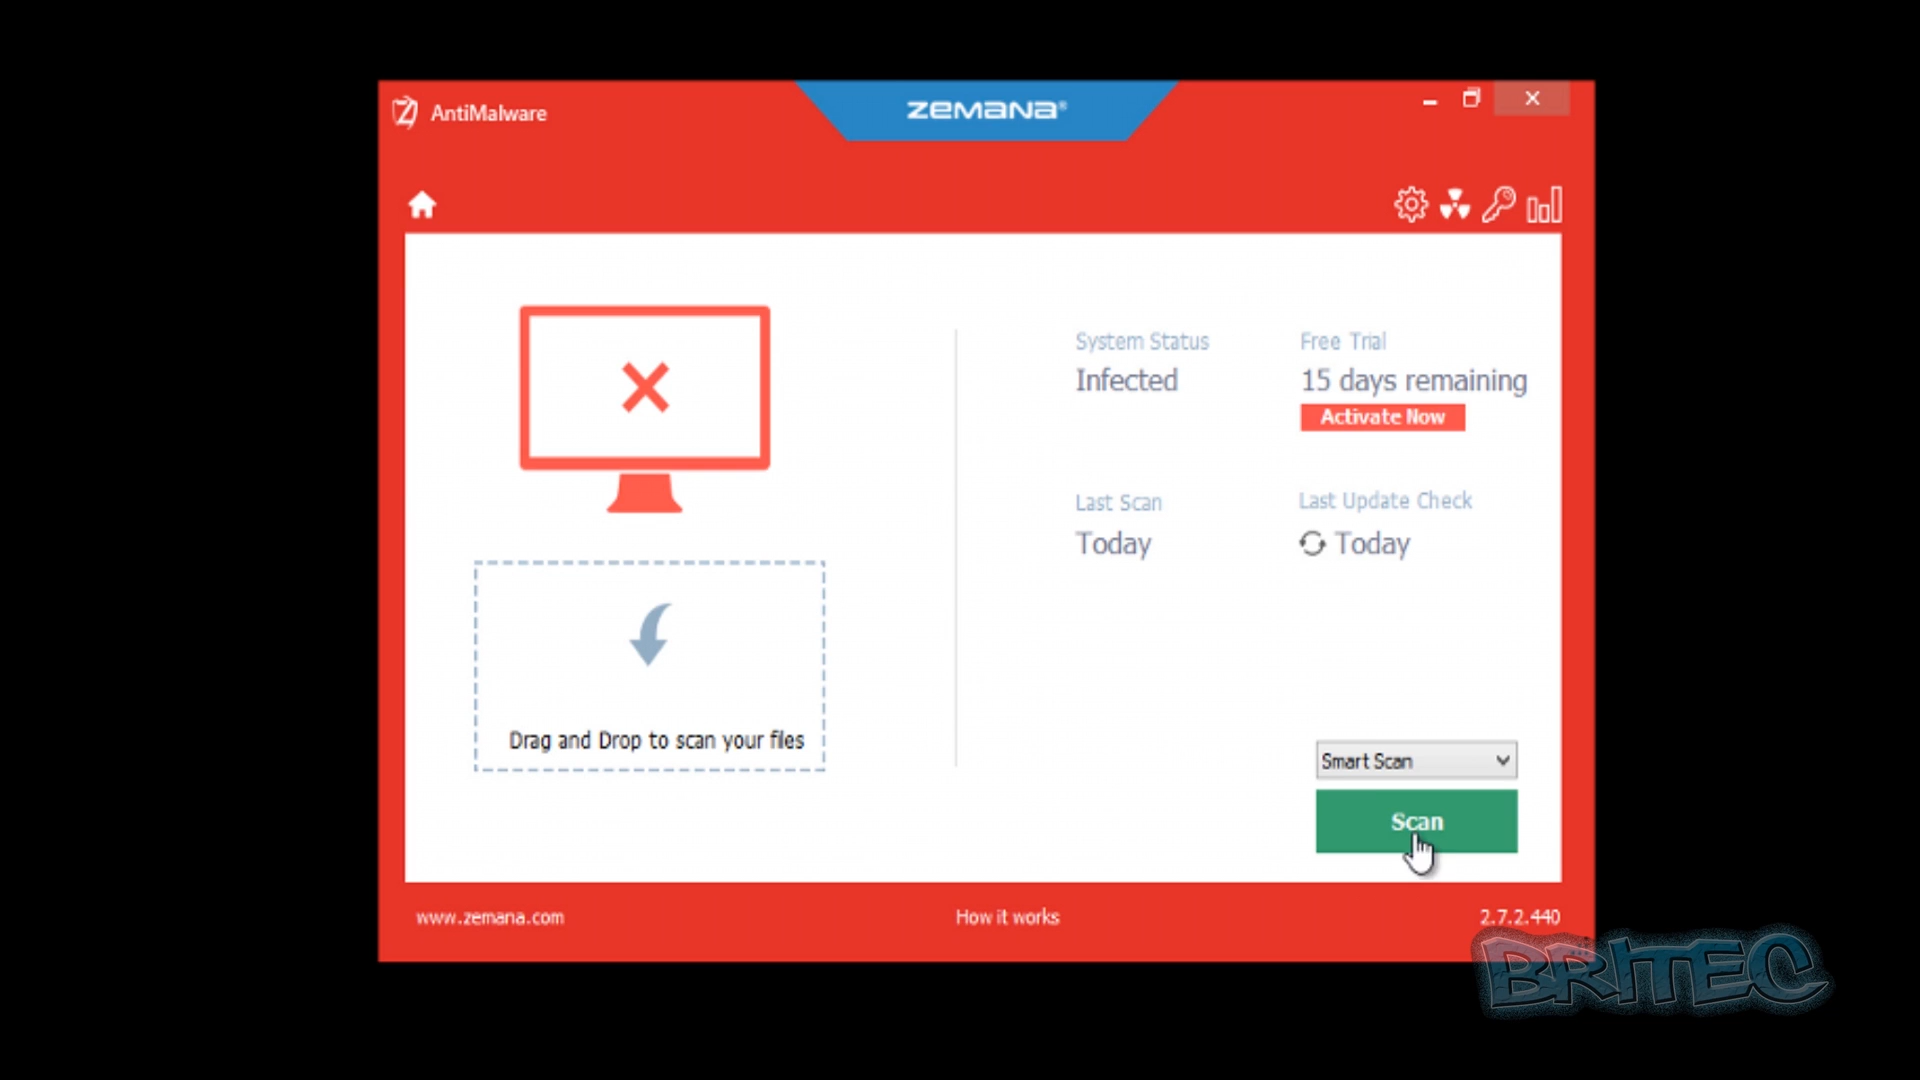 AntiMalware
ZEMANA®
System Status
Infected
Free Trial
15 days remaining
Activate Now
Last Scan
Today
Last Update Check
Today
Drag and Drop to scan your files
Smart Scan
Scan
www.zemana.com
How it works
2.7.2.440
BRITEC